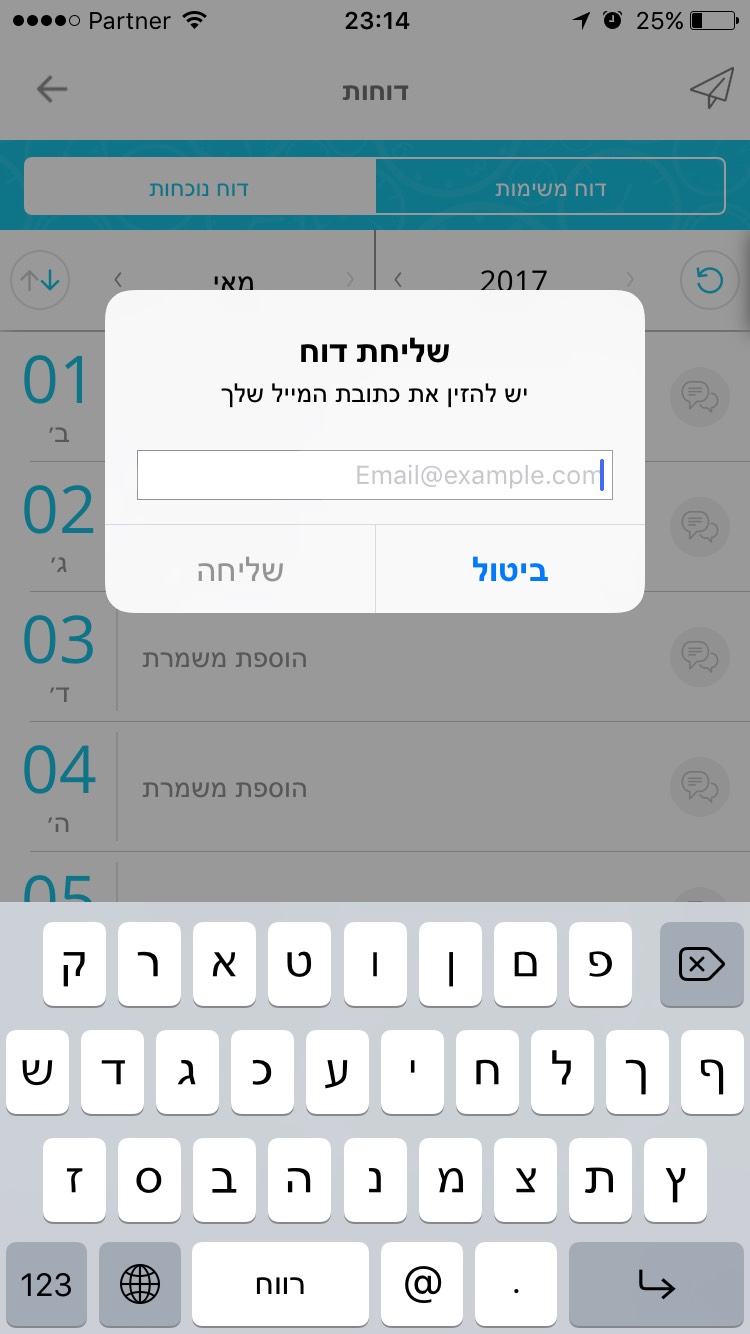 Partner 23:14 25%
דוחות
דוח נוכחות
דוח משימות
מאי
2017
שליחת דוח
יש להזין את כתובת המייל שלך
Email@example.com
שליחה
ביטול
01
ב׳
02
ג׳
03
ד׳
הוספת משמרת
04
ה׳
הוספת משמרת
05
ק ר א ט ו ן ם פ
ש ד ג כ ע י ח ל ך ף
ז ס ב ה נ מ צ ת ץ
123 רווח @ .